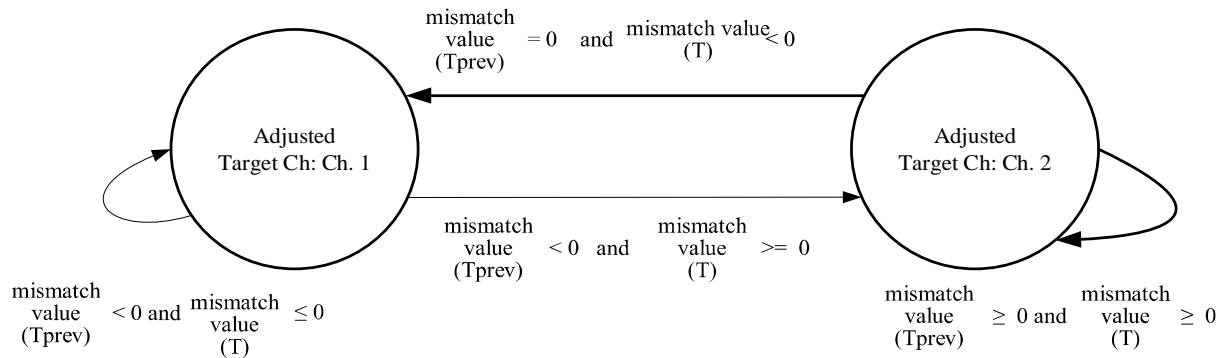 mismatch value (Tprev) = 0 and mismatch value (T) < 0
Adjusted
Target Ch: Ch. 1
Adjusted
Target Ch: Ch. 2
mismatch value (Tprev) < 0 and mismatch value (T) >= 0
mismatch value (Tprev) < 0 and mismatch value (T) ≤ 0
mismatch value (Tprev) ≥ 0 and mismatch value (T) ≥ 0